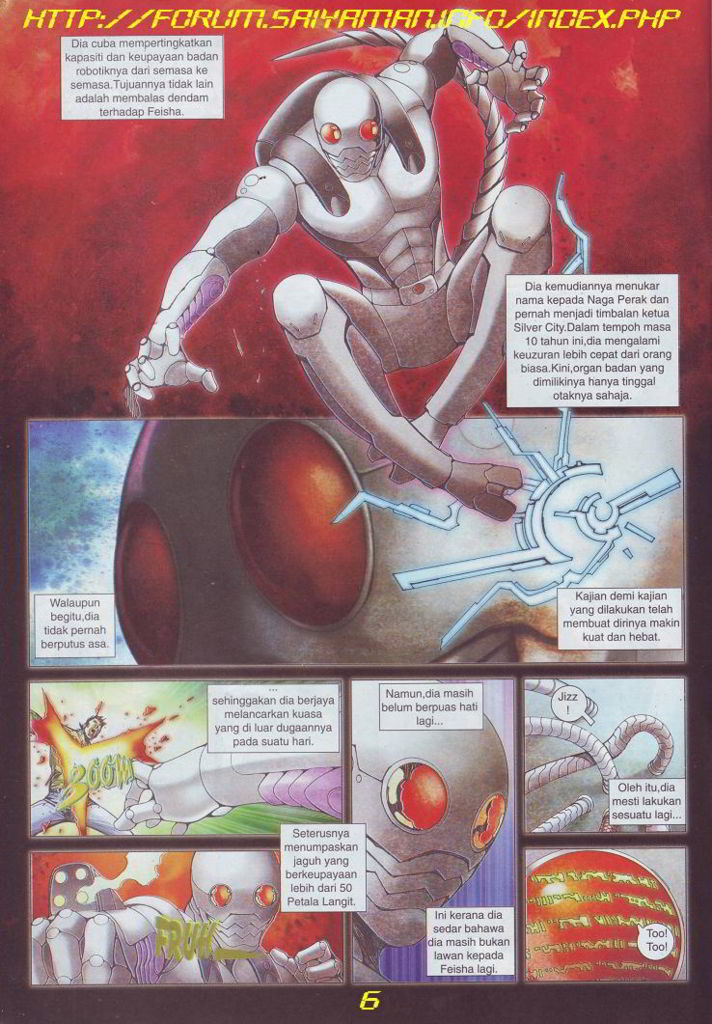 HTTP://FORUM.SAIYAMAN.INFO/INDEX.PHP
Dia cuba mempertingkatkan
kapasiti dan keupayaan badan
robotiknya dari semasa ke
semasa.Tujuannya tidak lain
adalah membalas dendam
terhadap Feisha.
Dia kemudiannya menukar
nama kepada Naga Perak dan
pernah menjadi timbalan ketua
Silver City.Dalam tempoh masa
10 tahun ini,dia mengalami
keuzuran lebih cepat dari orang
biasa.Kini,organ badan yang
dimilikinya hanya tinggal
otaknya sahaja.
Walaupun
begitu,dia
tidak pernah
berputus asa.
Kajian demi kajian
yang dilakukan telah
membuat dirinya makin
kuat dan hebat.
...
sehinggakan dia berjaya
melancarkan kuasa
yang di luar dugaannya
pada suatu hari.
BOOM
Namun,dia masih
belum berpuas hati
lagi...
Jizz
!
Oleh itu,dia
mesti lakukan
sesuatu lagi...
Seterusnya
menumpaskan
jaguh yang
berkeupayaan
lebih dari 50
Petala Langit.
FRUH
Ini kerana dia
sedar bahawa
dia masih bukan
lawan kepada
Feisha lagi.
Too!
Too!
6